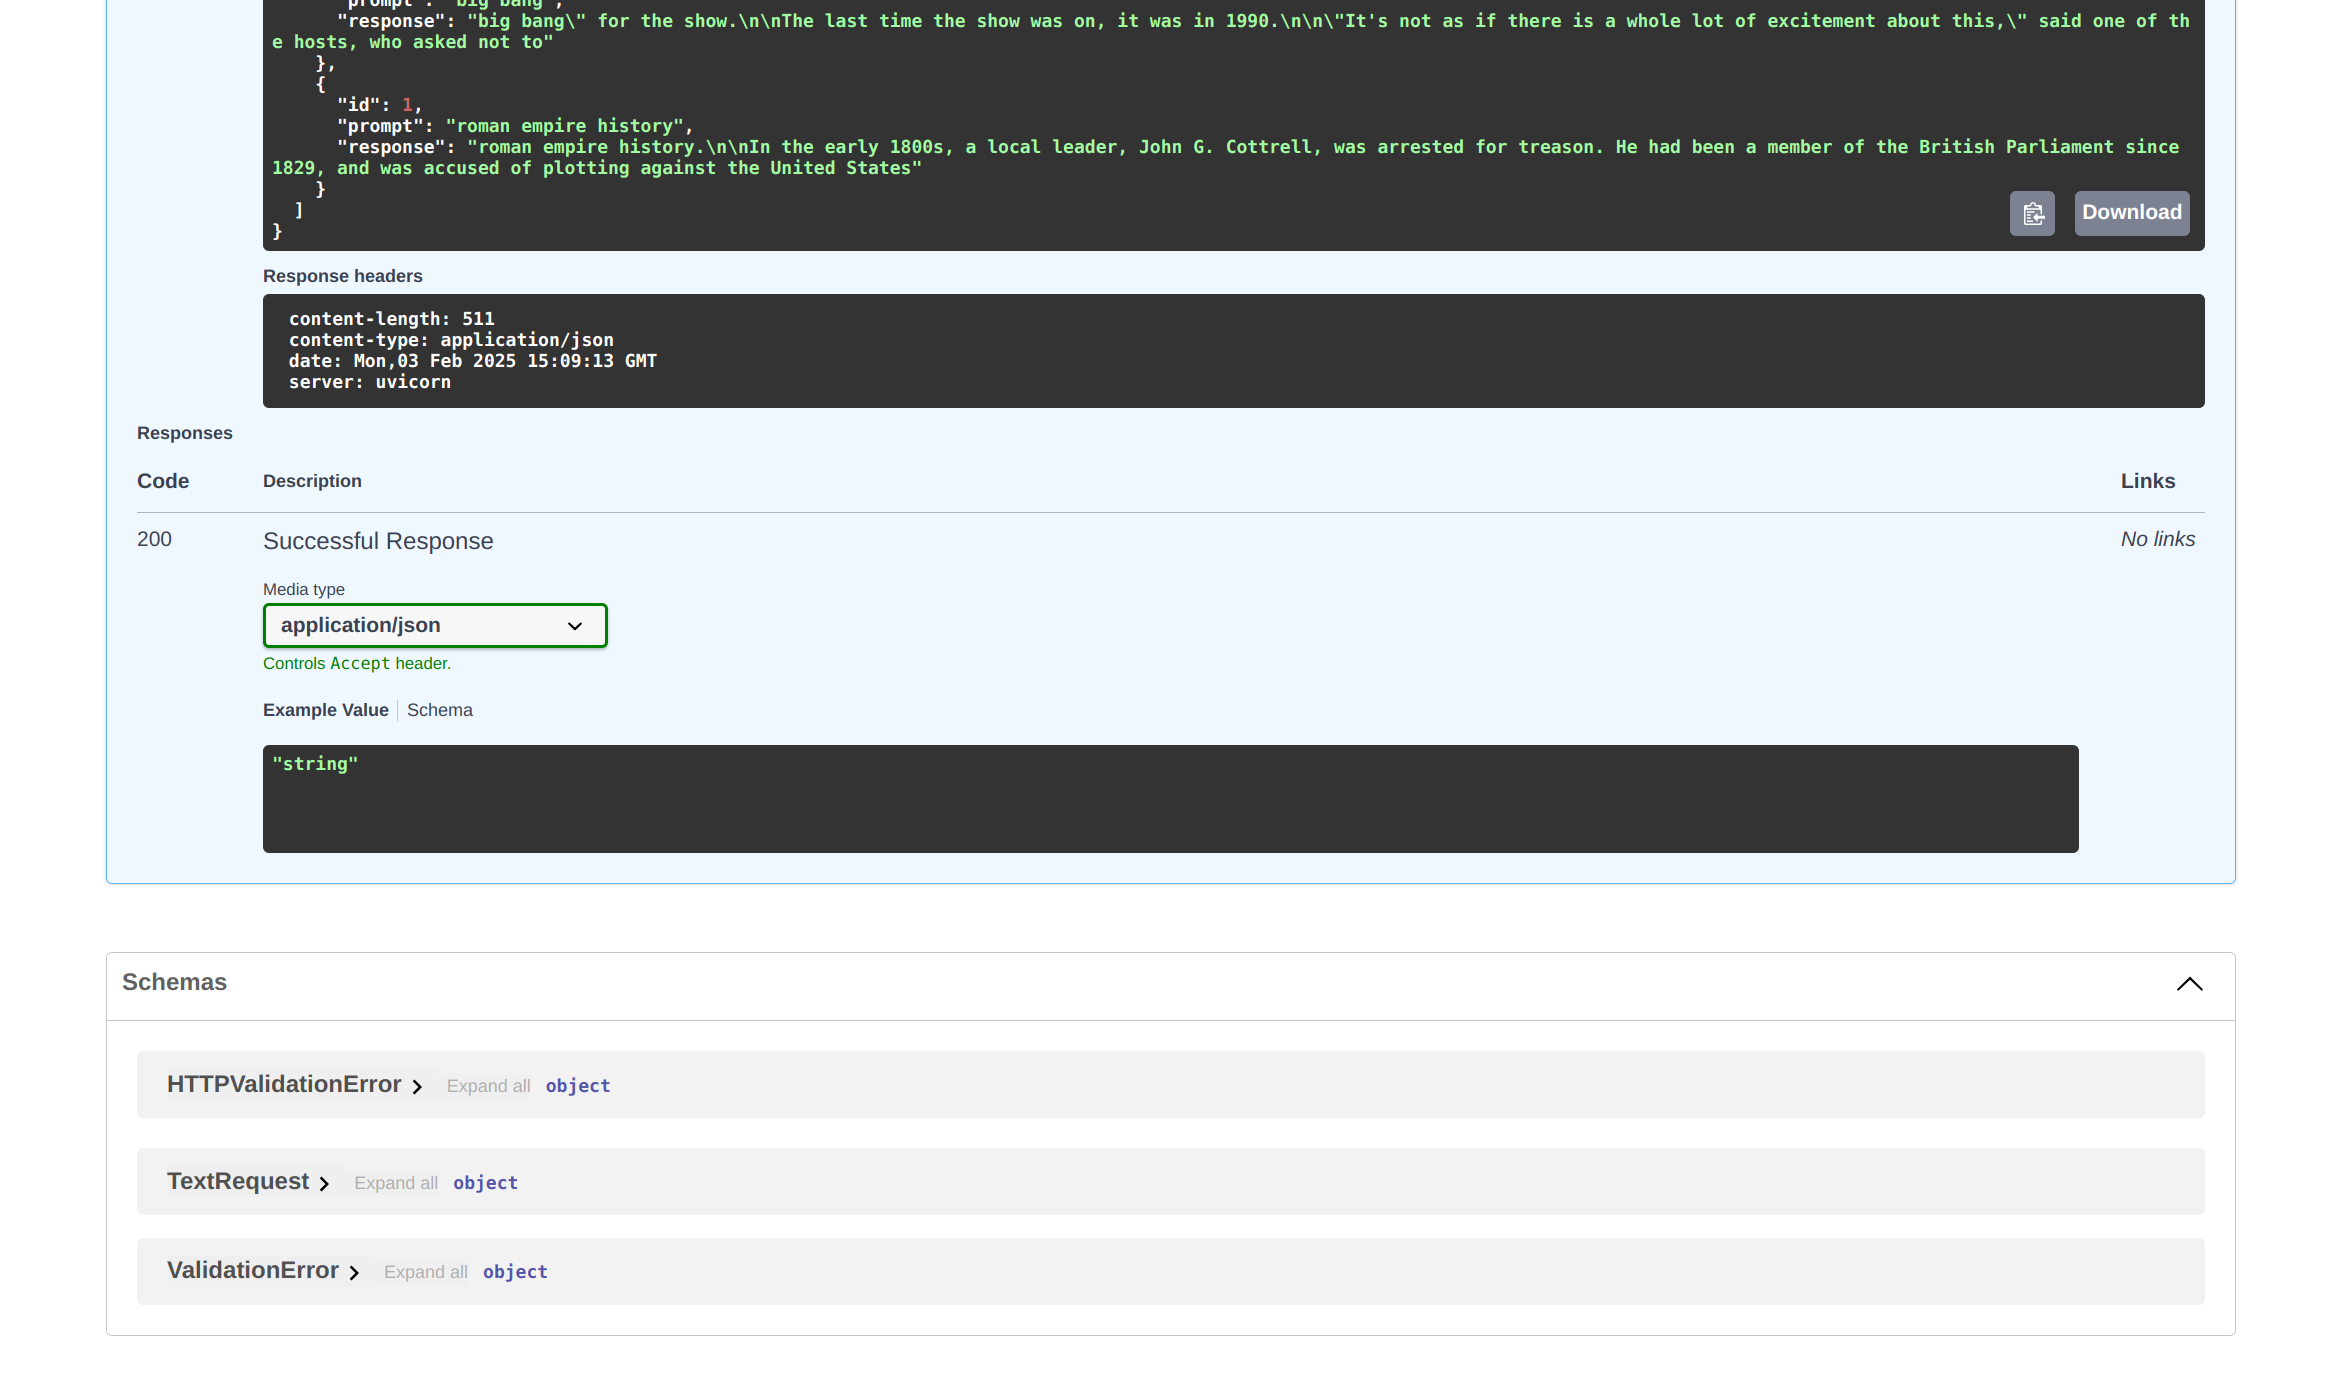 "prompt": "big bang",
"response": "big bang\" for the show.\n\nThe last time the show was on, it was in 1990.\n\n\"It's not as if there is a whole lot of excitement about this,\" said one of th
e hosts, who asked not to"
},
{
"id": 1,
"prompt": "roman empire history",
"response": "roman empire history.\n\nIn the early 1800s, a local leader, John G. Cottrell, was arrested for treason. He had been a member of the British Parliament since
1829, and was accused of plotting against the United States"
}
]
}
Download
Response headers
content-length: 511
content-type: application/json
date: Mon,03 Feb 2025 15:09:13 GMT
server: uvicorn
Responses
Code Description Links
200 Successful Response No links
Media type
application/json
Controls Accept header.
Example Value Schema
"string"
Schemas
HTTPValidationError Expand all object
TextRequest Expand all object
ValidationError Expand all object